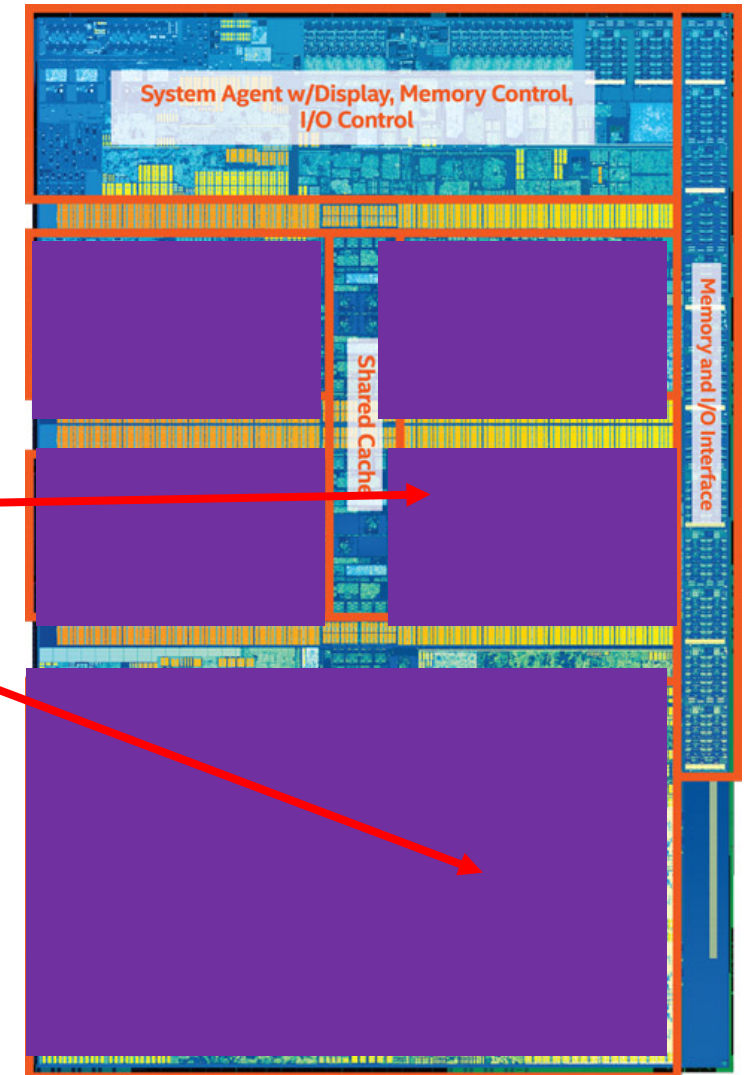 System Agent w/Display, Memory Control,
I/O Control
Shared Cache
Memory and I/O Interface